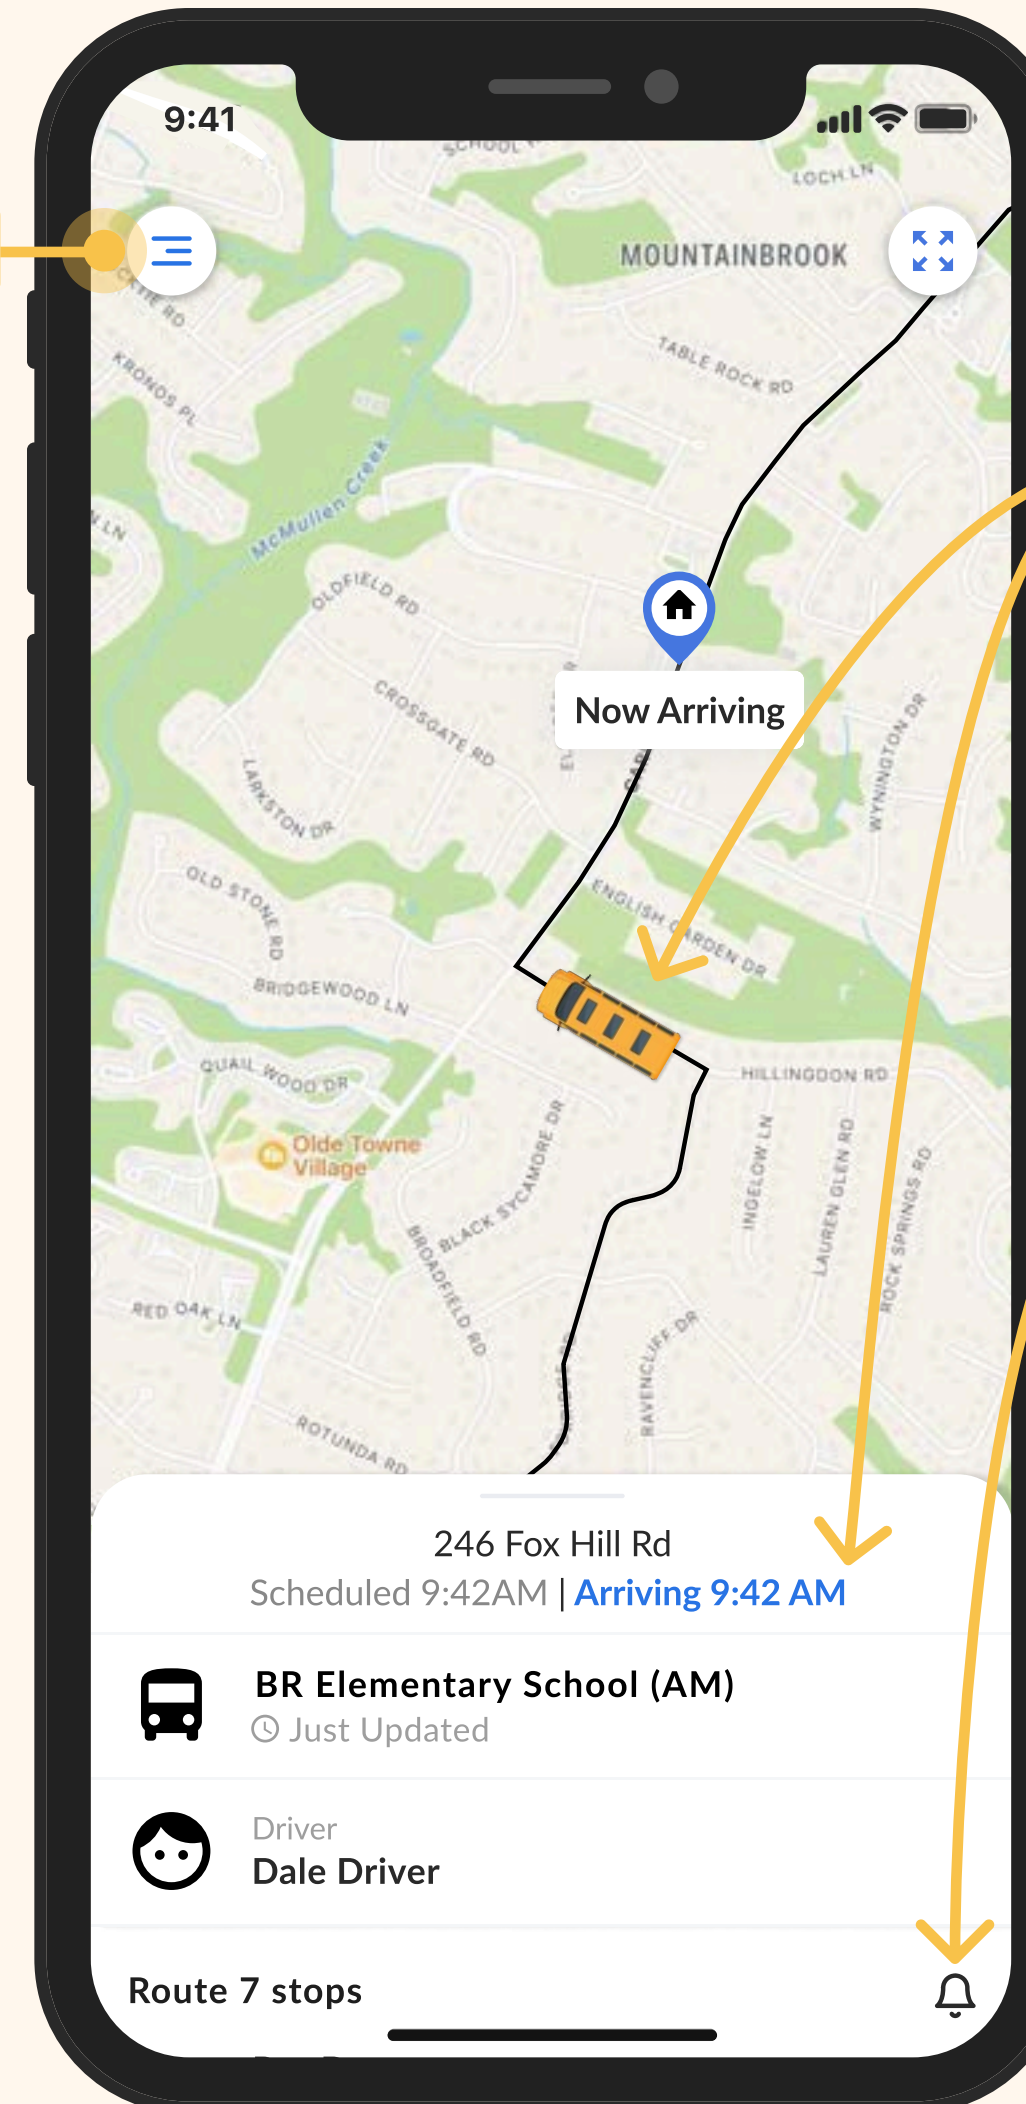 9:41
LOCH LN
MOUNTAINBROOK
KRONOS PL
TABLE ROCK RD
McMullen Creek
OLDFIELD RD
Now Arriving
CROSSGATE RD
WYNINGTON DR
LARKSTON DR
OLD STONE RD
ENGLISH GARDEN DR
BRIDGEWOOD LN
QUAIL WOOD DR
HILLINGDON RD
Olde Towne
Village
BLACK SYCAMORE DR
INGELOW LN
LAUREN GLEN RD
ROCK SPRINGS RD
BROADFIELD RD
RED OAK LN
RAVENCLIFF DR
ROTUNDA RD
246 Fox Hill Rd
Scheduled 9:42AM | Arriving 9:42 AM
BR Elementary School (AM)
Just Updated
Driver
Dale Driver
Route 7 stops